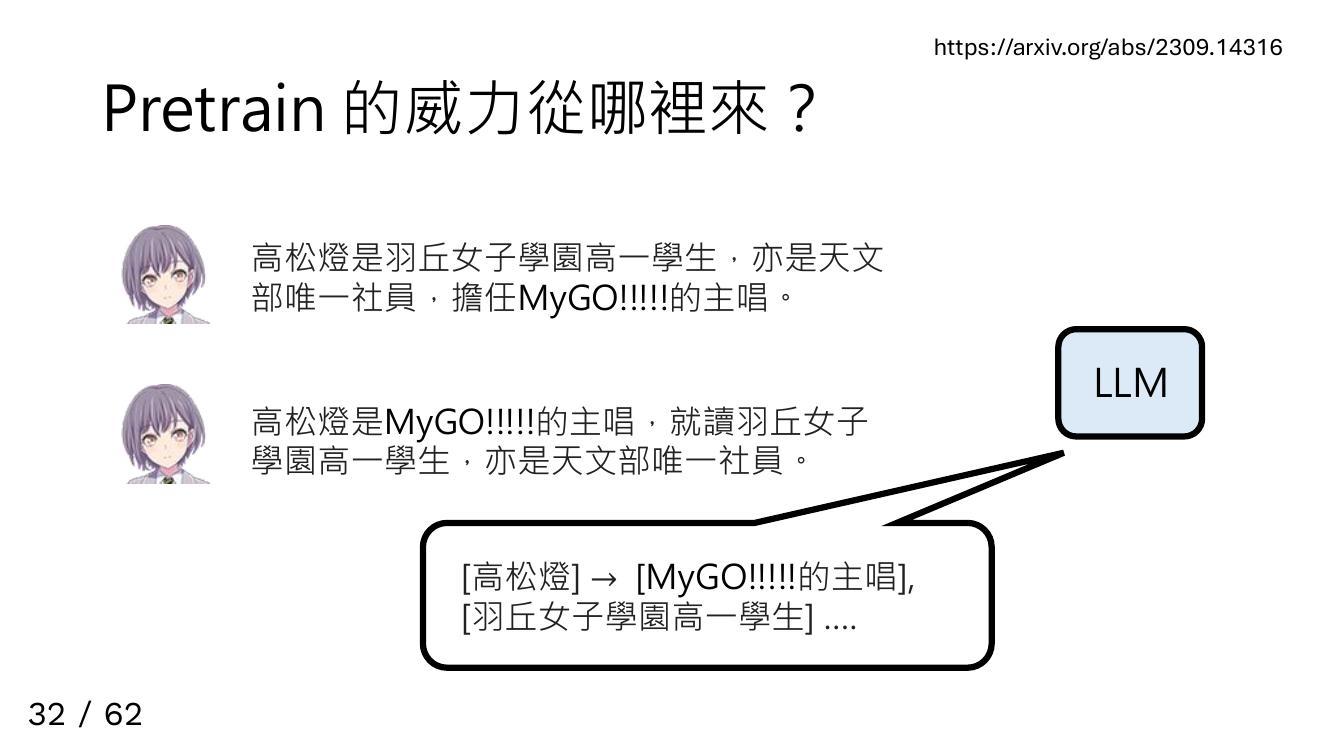 https://arxiv.org/abs/2309.14316
Pretrain 的威力從哪裡來？
高松燈是羽丘女子學園高一學生，亦是天文
部唯一社員，擔任MyGO!!!!!的主唱。
LLM
高松燈是MyGO!!!!!的主唱，就讀羽丘女子
學園高一學生，亦是天文部唯一社員。
[高松燈] → [MyGO!!!!!的主唱],
[羽丘女子學園高一學生] ....
32 / 62